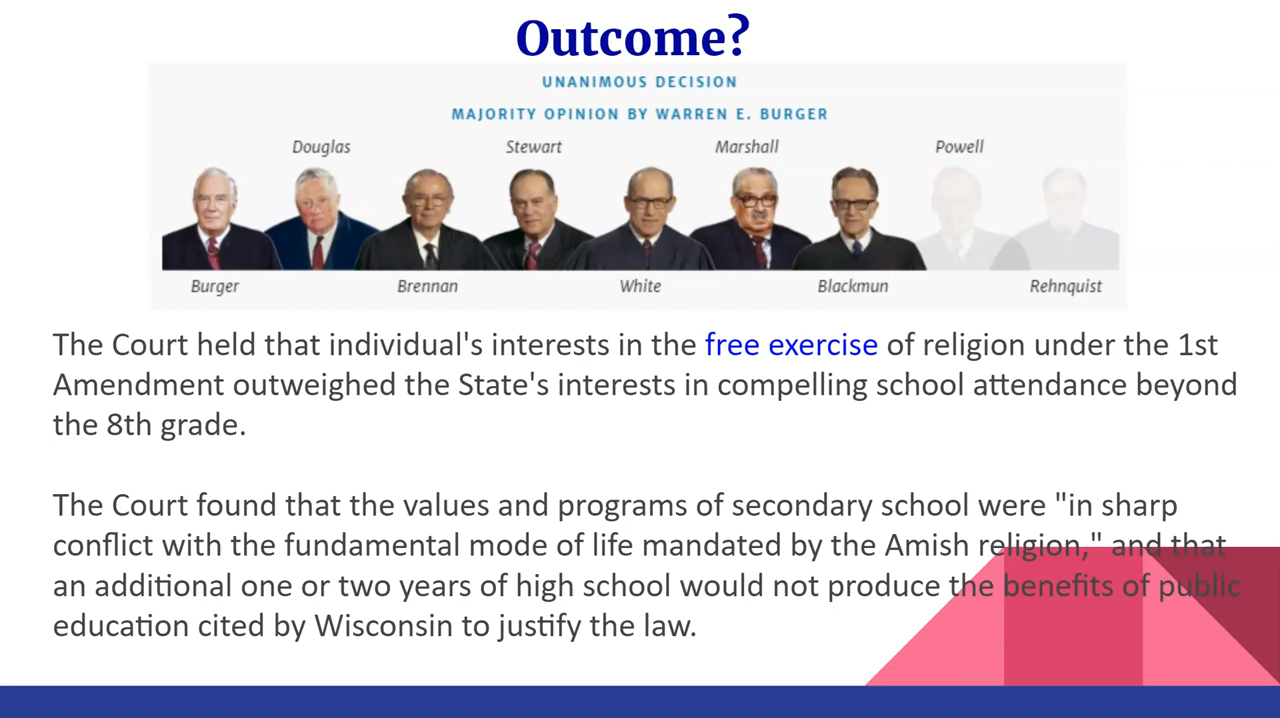 Outcome?
UNANIMOUS DECISION
MAJORITY OPINION BY WARREN E. BURGER
Douglas Stewart Marshall Powell
Burger Brennan White Blackmun Rehnquist
The Court held that individual's interests in the free exercise of religion under the 1st
Amendment outweighed the State's interests in compelling school attendance beyond
the 8th grade.
The Court found that the values and programs of secondary school were "in sharp
conflict with the fundamental mode of life mandated by the Amish religion," and that
an additional one or two years of high school would not produce the benefits of public
education cited by Wisconsin to justify the law.